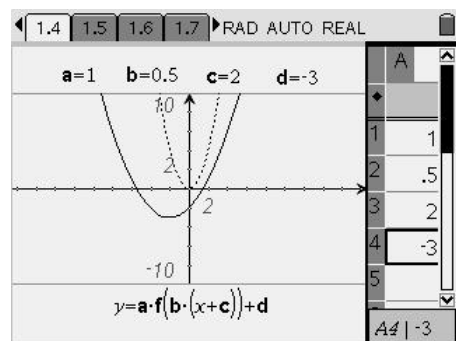 1.4 1.5 1.6 1.7 RAD AUTO REAL
a=1 b=0.5 c=2 d=-3
A
10
2
2
-10
y=a·f(b·(x+c))+d
1 1
2 .5
3 2
4 -3
5
A4 | -3